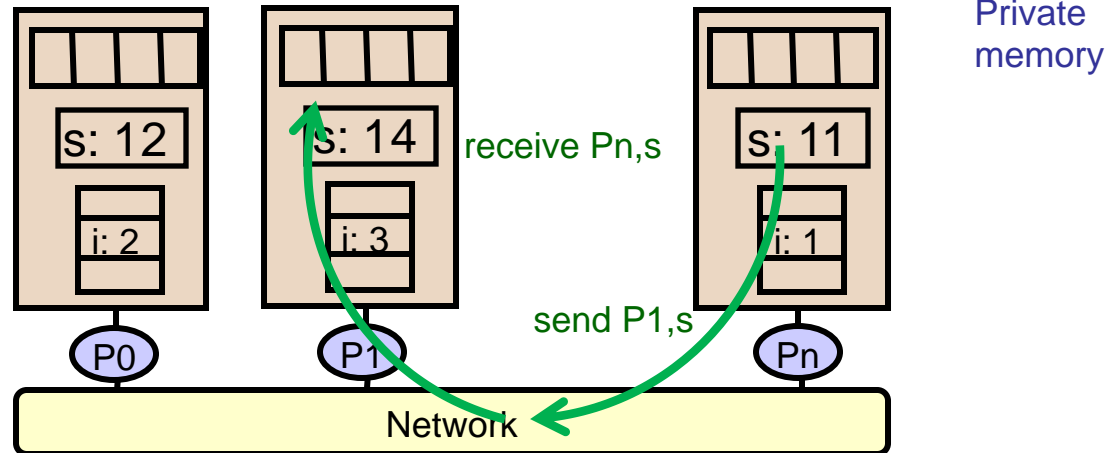 Private
memory
s: 12
s: 14
receive Pn,s
s: 11
i: 2
i: 3
i: 1
send P1,s
P0
P1
Pn
Network